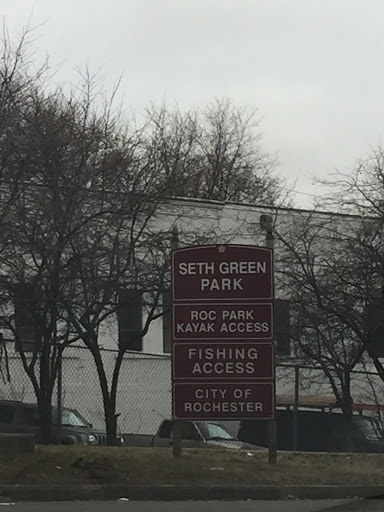 SETH GREEN
PARK
ROC PARK
KAYAK ACCESS
FISHING
ACCESS
CITY OF
ROCHESTER